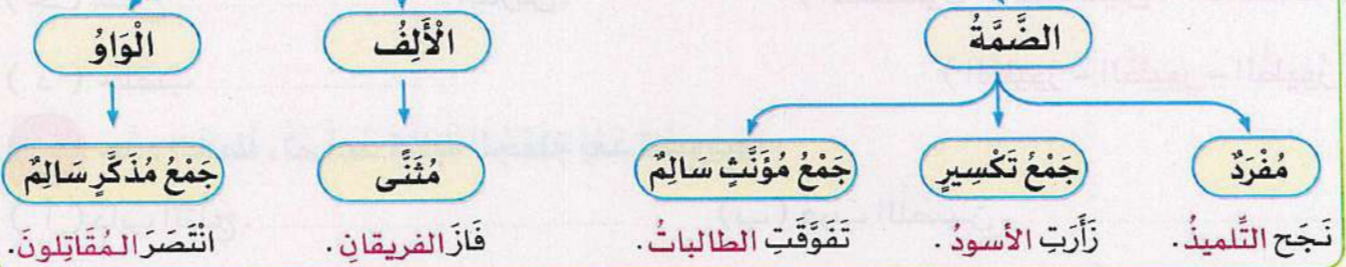 الضَّمَّةُ الْأَلِفُ الْوَاوُ
مُفْرَدٌ جَمْعُ تَكْسِيرٍ جَمْعُ مُؤَنَّثٍ سَالِمٌ مُثَنًّى جَمْعُ مُذَكَّرٍ سَالِمٌ
نَجَح التِّلميذُ. زَأَرَتِ الأسودُ. تَفَوَّقَتِ الطالباتُ. فَازَ الفريقانِ. انْتَصَرَ المُقَاتِلونَ.